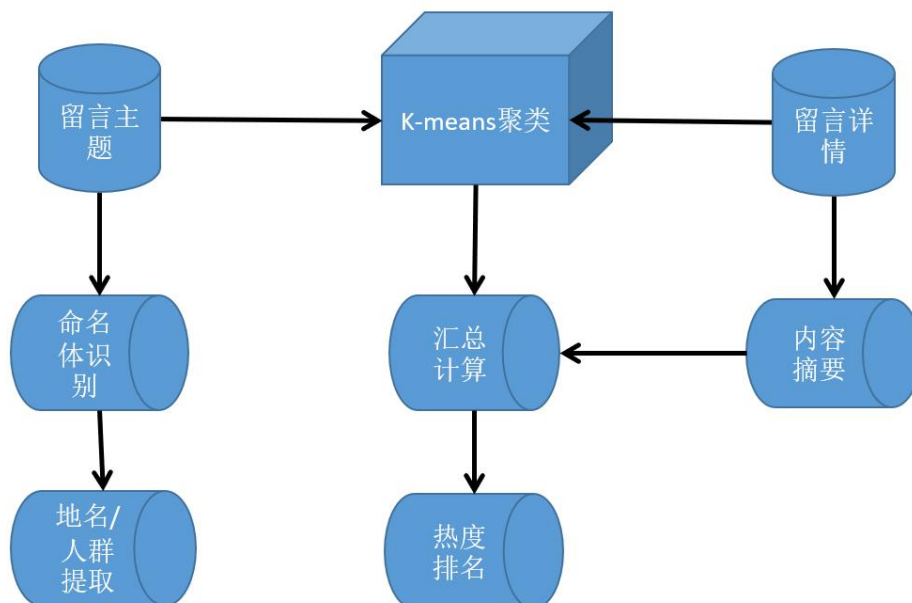 留言主
题
K-means聚类
留言详
情
命名
体识
别
汇总
计算
内容
摘要
地名/
人群
提取
热度
排名